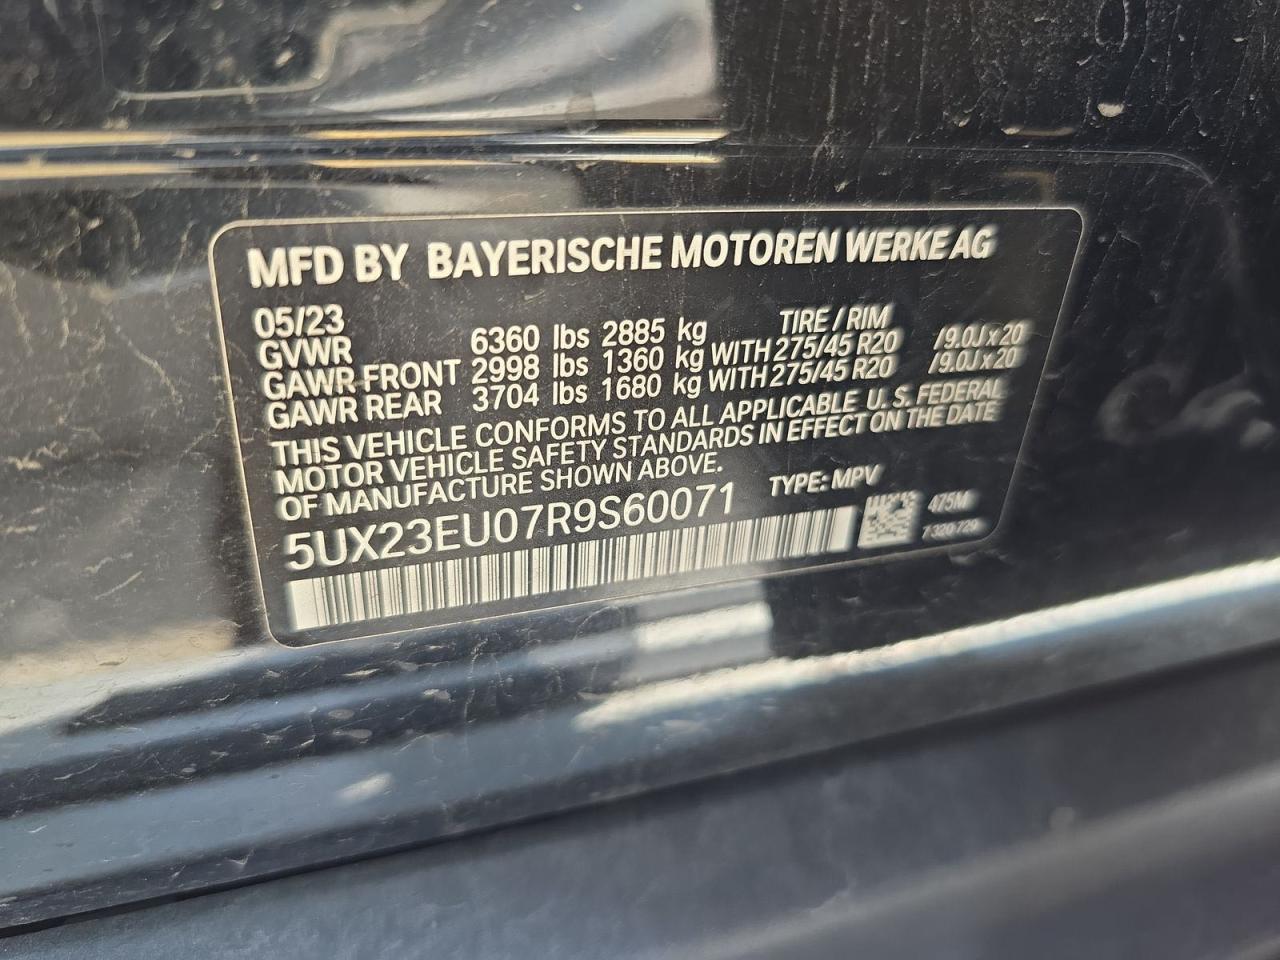 MFD BY BAYERISCHE MOTOREN WERKE AG
05/23 TIRE / RIM
GVWR 6360 lbs 2885 kg
GAWR FRONT 2998 lbs 1360 kg WITH 275/45 R20 /9.0J x 20
GAWR REAR 3704 lbs 1680 kg WITH 275/45 R20 /9.0J x 20
THIS VEHICLE CONFORMS TO ALL APPLICABLE U.S. FEDERAL
MOTOR VEHICLE SAFETY STANDARDS IN EFFECT ON THE DATE
OF MANUFACTURE SHOWN ABOVE.
5UX23EU07R9S60071 TYPE: MPV
475M
7320729